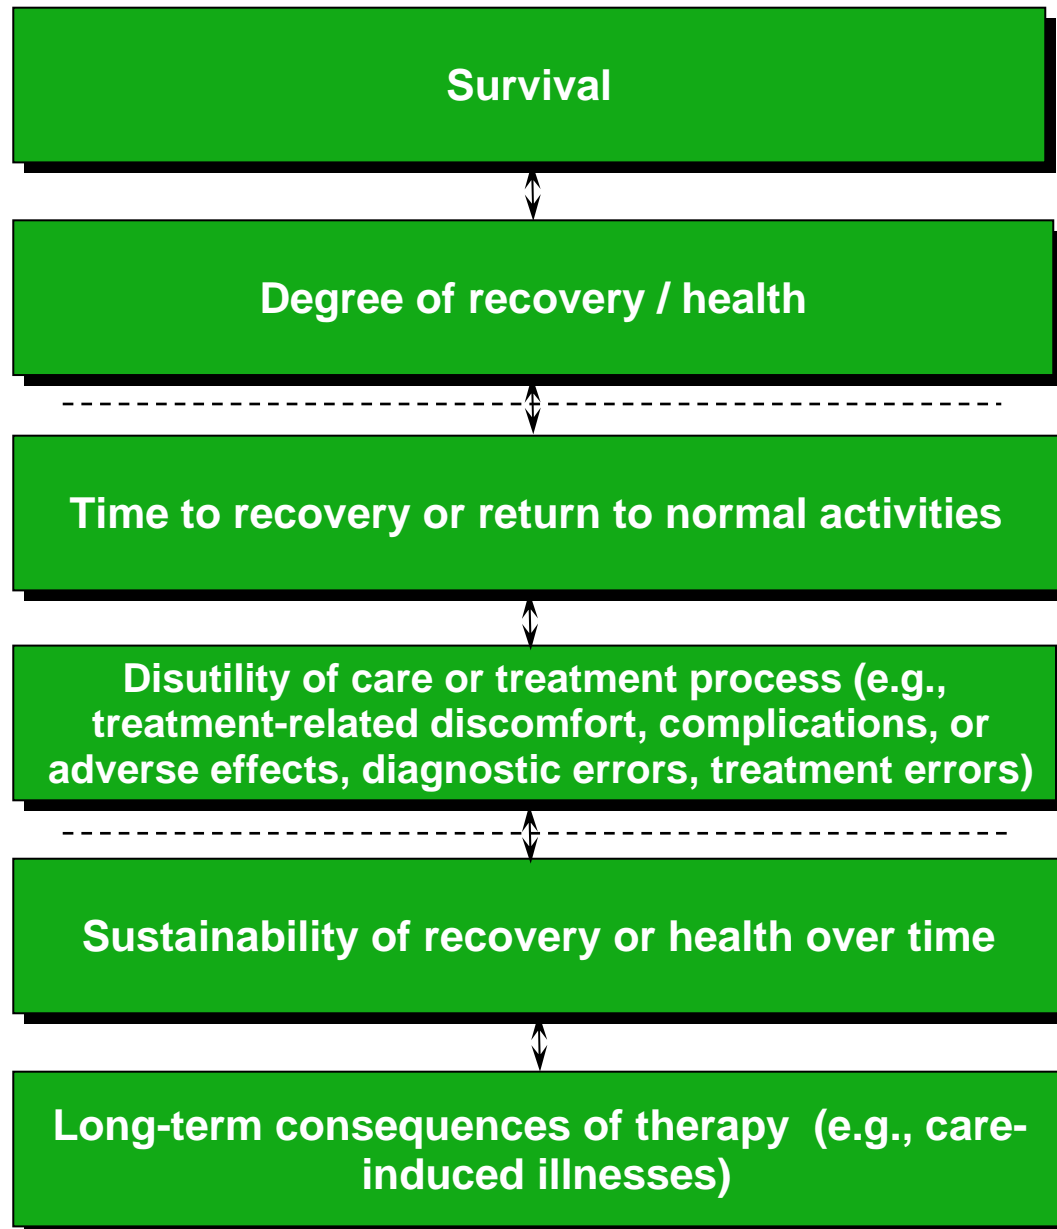 Survival
Degree of recovery / health
Time to recovery or return to normal activities
Disutility of care or treatment process (e.g.,
treatment-related discomfort, complications, or
adverse effects, diagnostic errors, treatment errors)
Sustainability of recovery or health over time
Long-term consequences of therapy  (e.g., care-
induced illnesses)